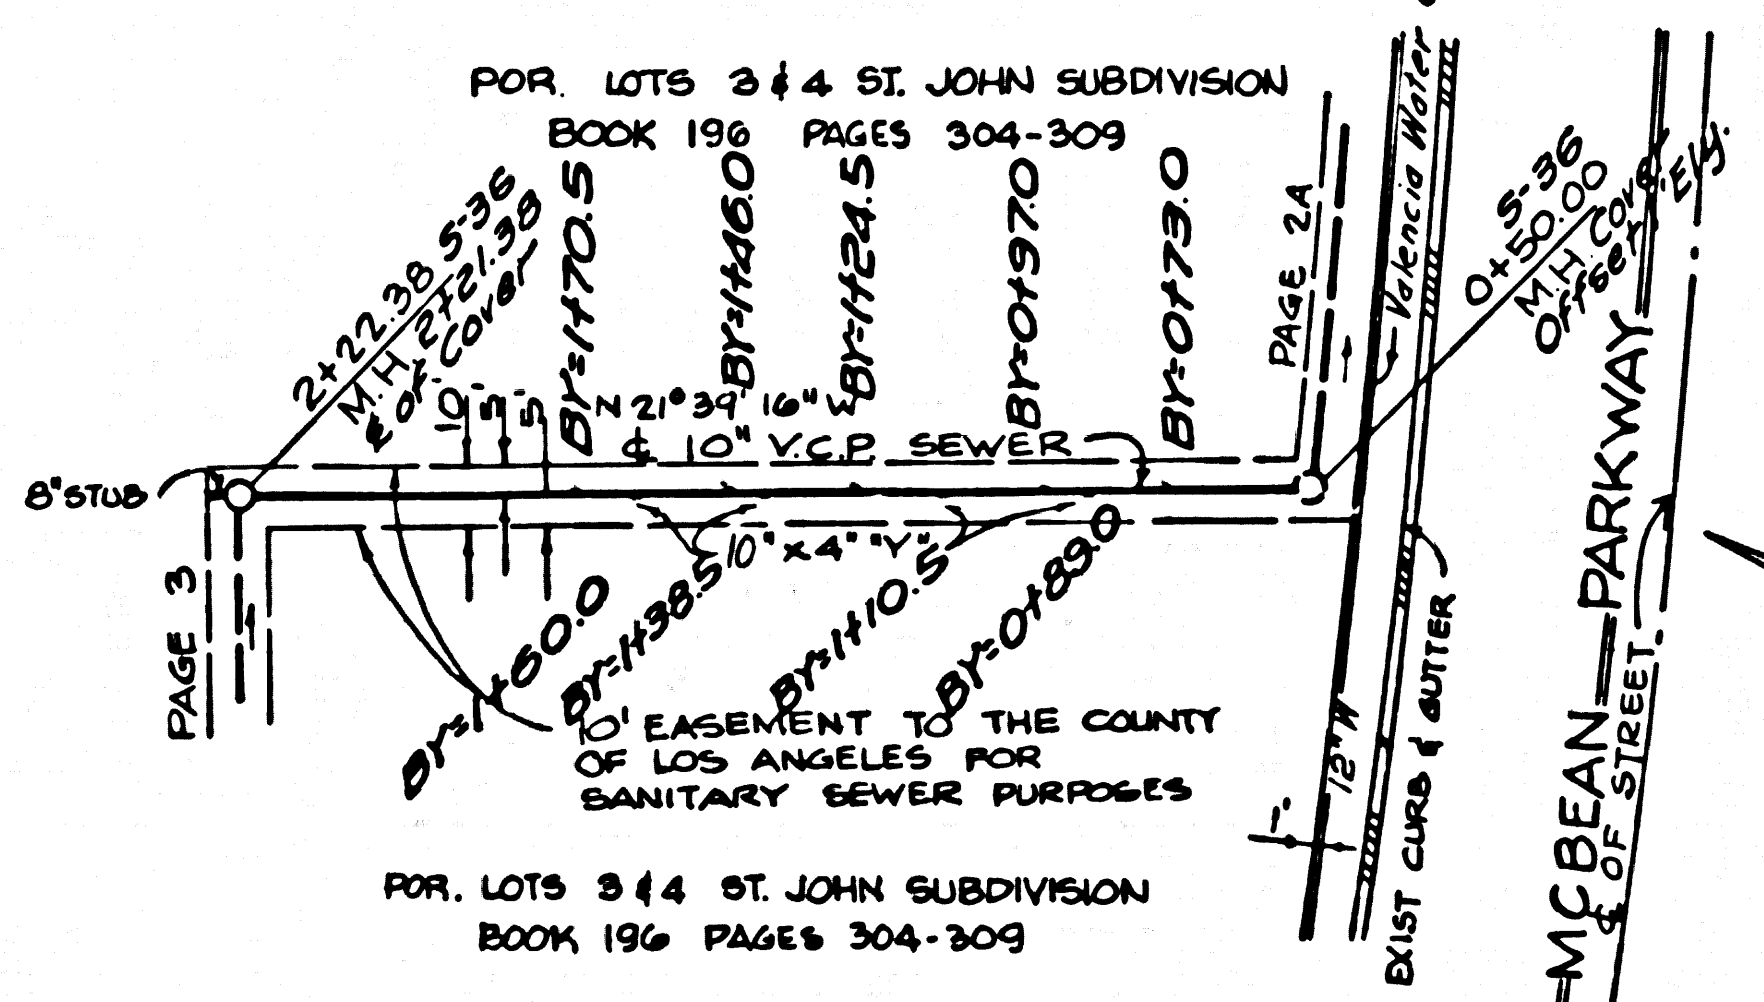 POR. LOTS 3 & 4 ST. JOHN SUBDIVISION
BOOK 196 PAGES 304-309
2+22.38 S-36
M.H. 2+21.38
℄ of Cover
BY=1+70.5
BY=1+46.0
BY=1+24.5
BY=0+97.0
BY=0+73.0
PAGE 2A
Valencia Water
S-36
0+50.00
M.H. Cover
Offset 1' Ely.
10'
5'
5'
N 21° 39' 16" W
℄ 10" V.C.P. SEWER
8" STUB
10" x 4" "Y"
PAGE 3
BY=1+60.0
BY=1+38.5
BY=1+10.5
BY=0+89.0
10' EASEMENT TO THE COUNTY
OF LOS ANGELES FOR
SANITARY SEWER PURPOSES
12" W
1'
EXIST CURB & GUTTER
MCBEAN PARKWAY
℄ OF STREET
POR. LOTS 3 & 4 ST. JOHN SUBDIVISION
BOOK 196 PAGES 304-309